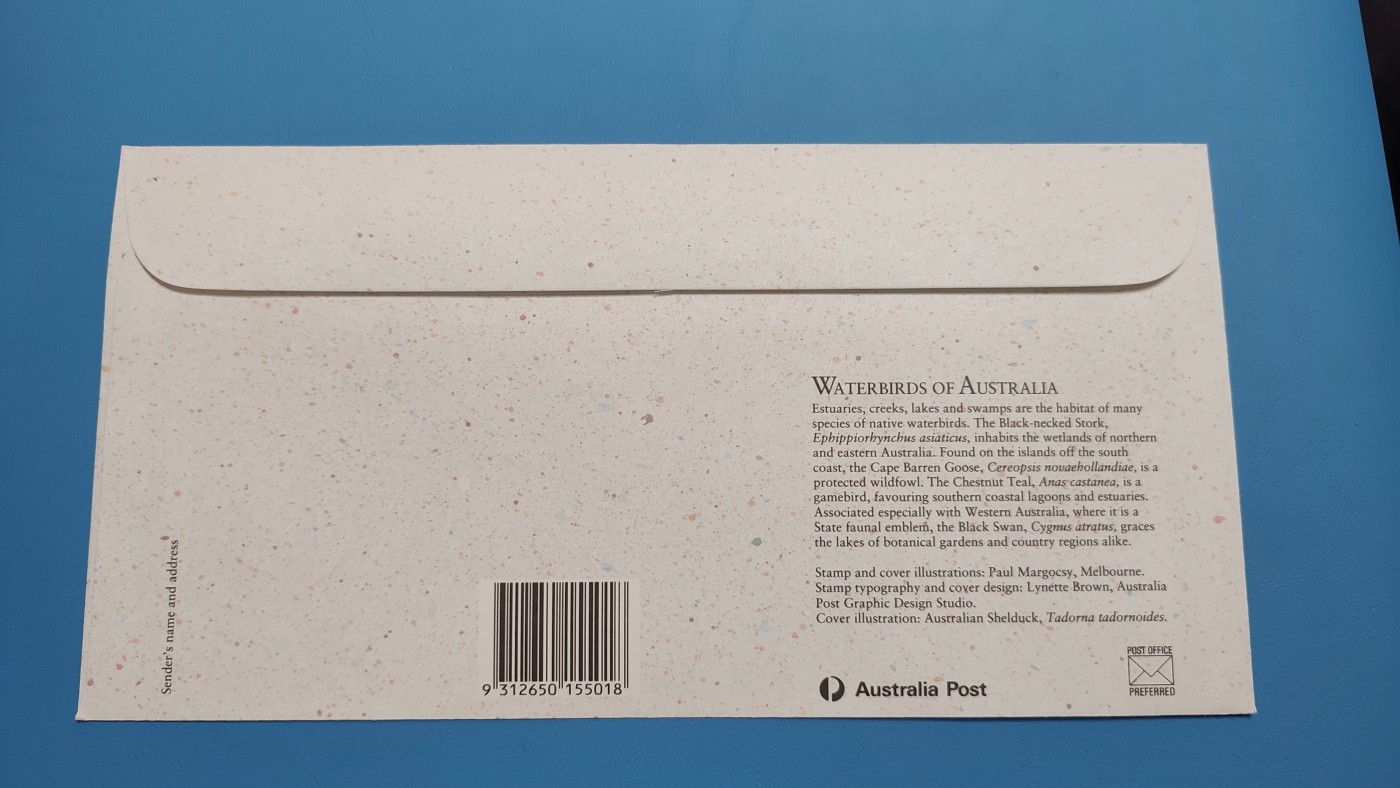 WATERBIRDS OF AUSTRALIA
Estuaries, creeks, lakes and swamps are the habitat of many
species of native waterbirds. The Black-necked Stork,
Ephippiorhynchus asiaticus, inhabits the wetlands of northern
and eastern Australia. Found on the islands off the south
coast, the Cape Barren Goose, Cereopsis novaehollandiae, is a
protected wildfowl. The Chestnut Teal, Anas castanea, is a
gamebird, favouring southern coastal lagoons and estuaries.
Associated especially with Western Australia, where it is a
State faunal emblem, the Black Swan, Cygnus atratus, graces
the lakes of botanical gardens and country regions alike.
Stamp and cover illustrations: Paul Margocsy, Melbourne.
Stamp typography and cover design: Lynette Brown, Australia
Post Graphic Design Studio.
Cover illustration: Australian Shelduck, Tadorna tadornoides.
Sender's name and address
9 312650 155018
Australia Post
POST OFFICE
PREFERRED